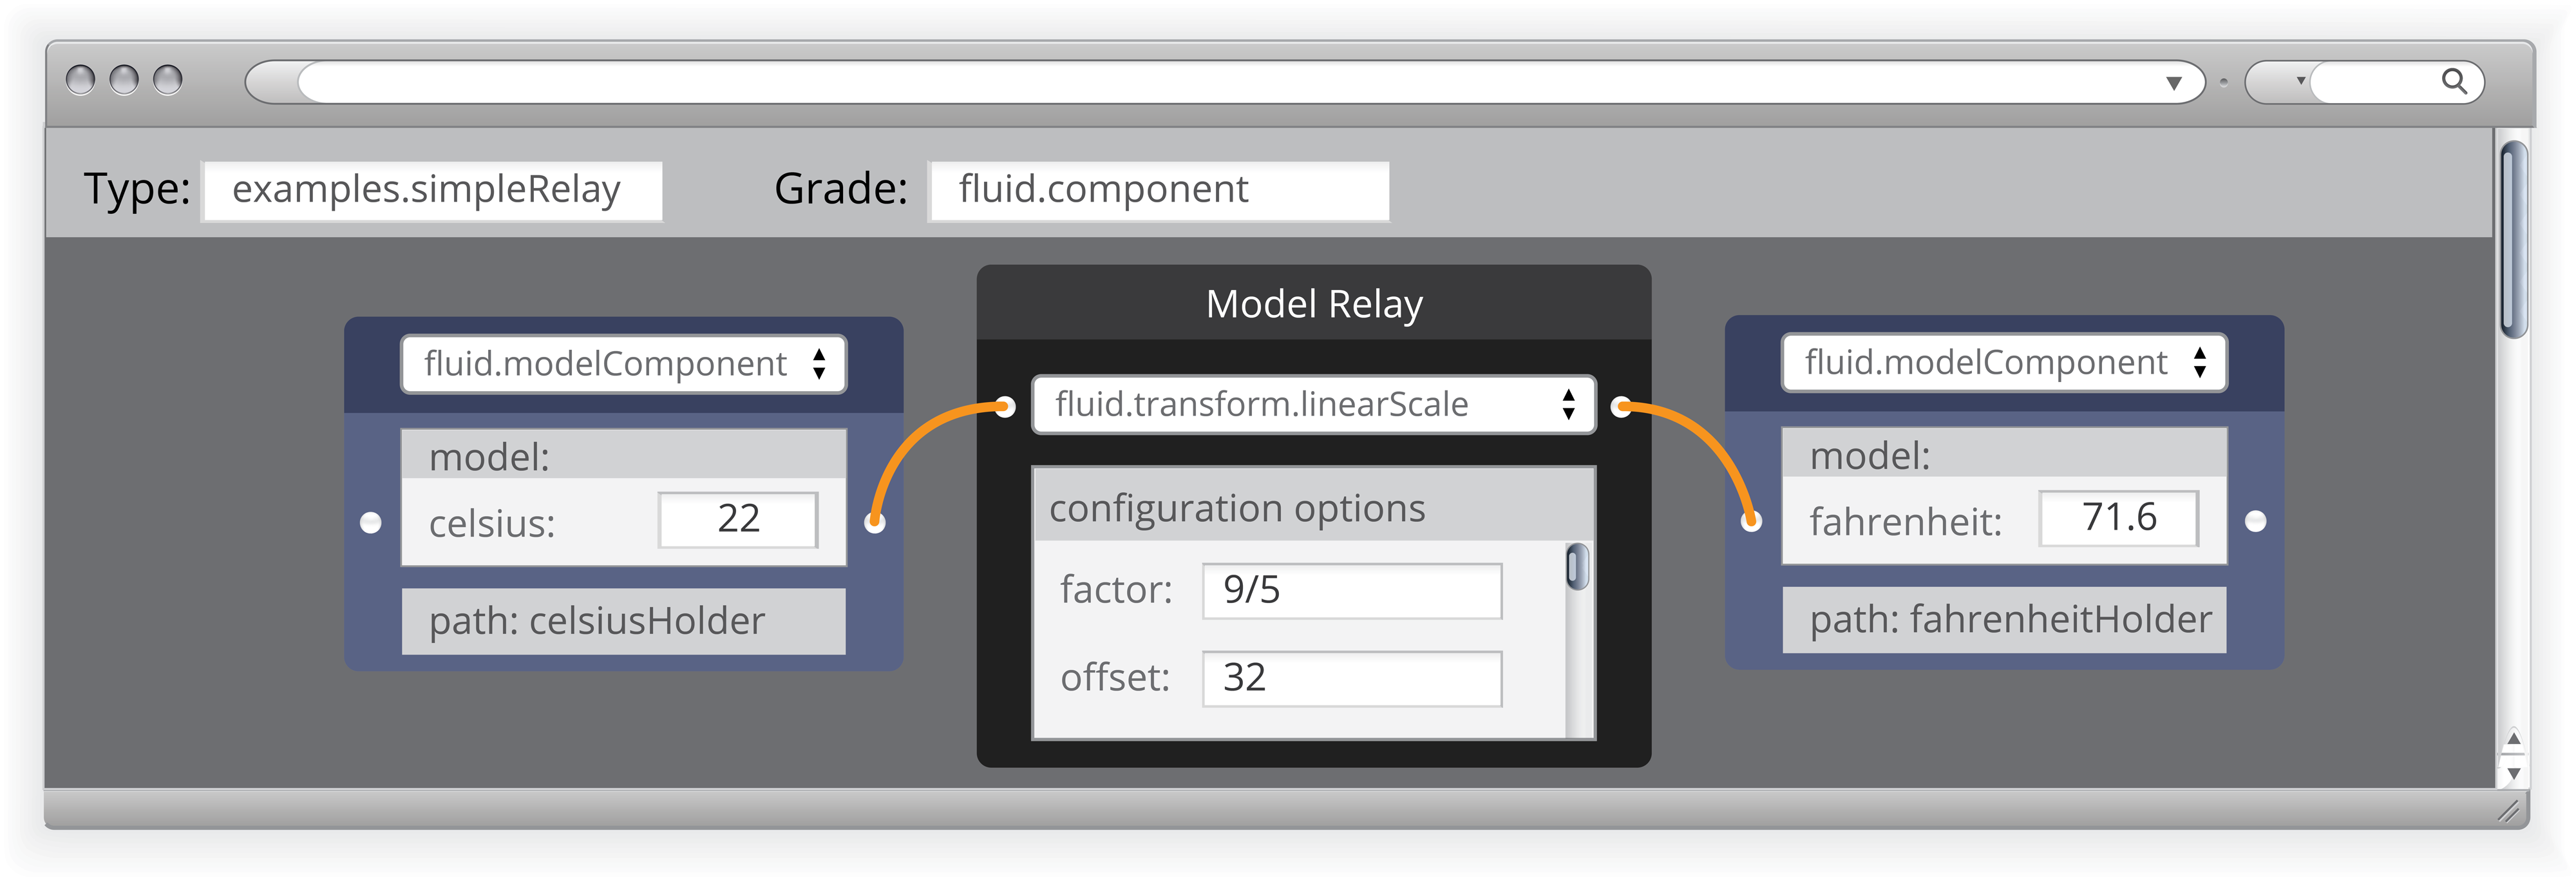 Type: examples.simpleRelay Grade: fluid.component
fluid.modelComponent
model:
celsius: 22
path: celsiusHolder
Model Relay
fluid.transform.linearScale
configuration options
factor: 9/5
offset: 32
fluid.modelComponent
model:
fahrenheit: 71.6
path: fahrenheitHolder